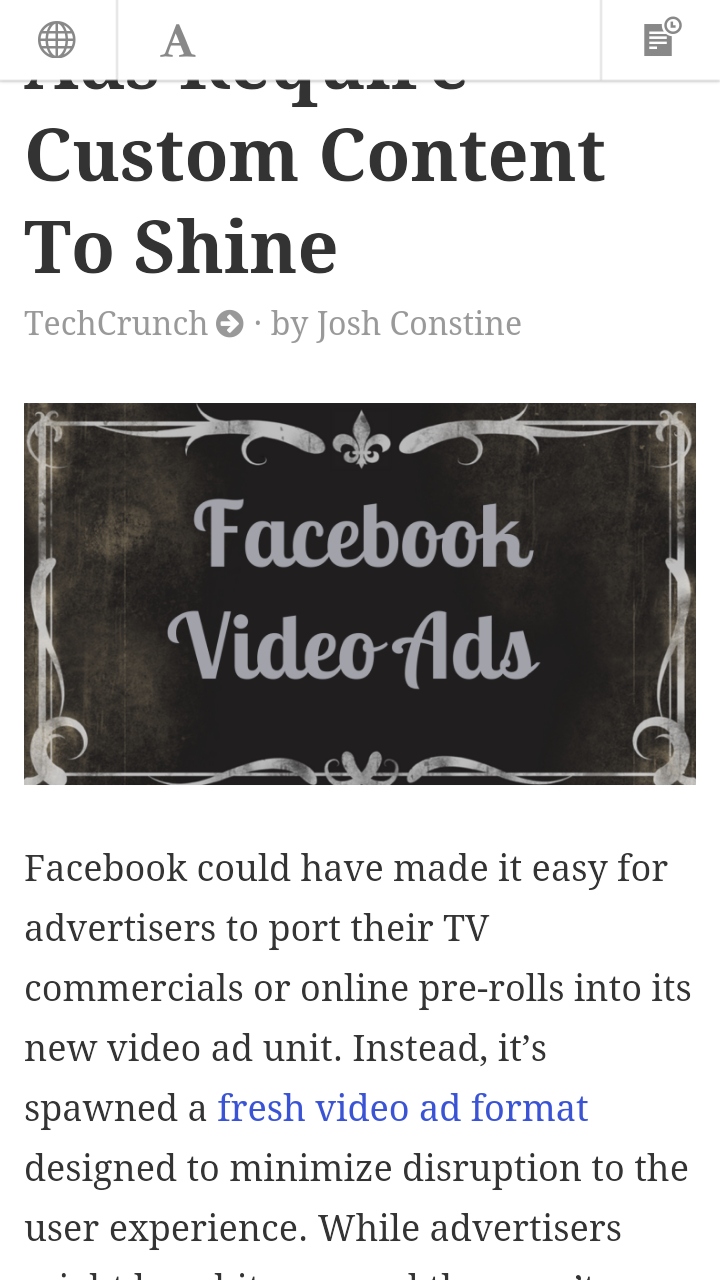 A
Ads Require
Custom Content
To Shine
TechCrunch · by Josh Constine
Facebook
Video Ads
Facebook could have made it easy for
advertisers to port their TV
commercials or online pre-rolls into its
new video ad unit. Instead, it’s
spawned a fresh video ad format
designed to minimize disruption to the
user experience. While advertisers